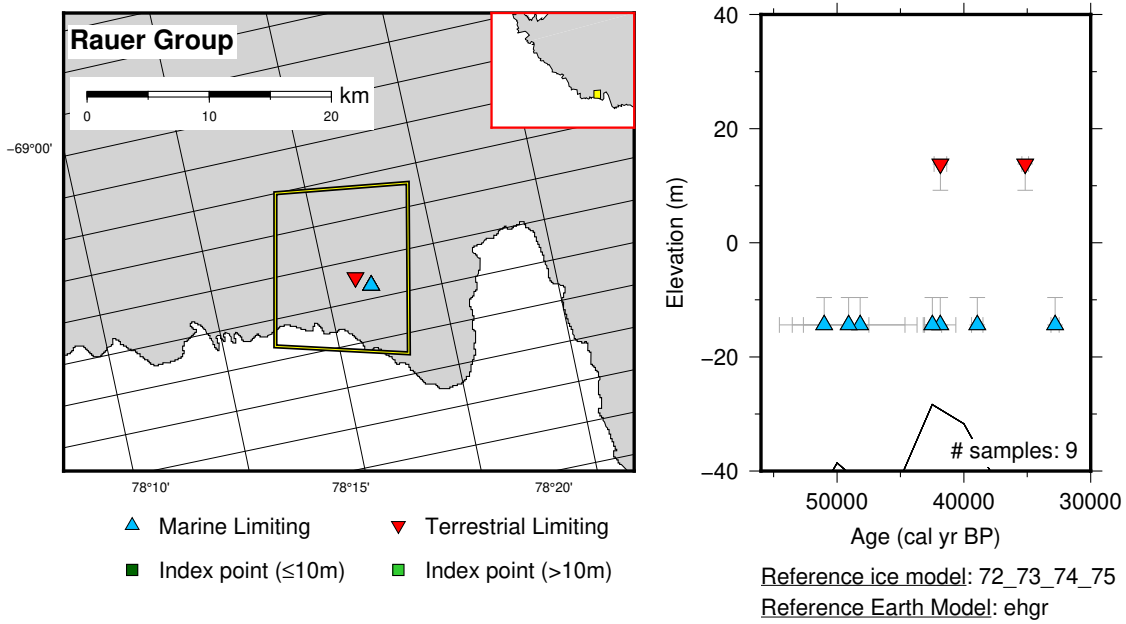 Rauer Group
km
0 10 20
−69°00'
78°10' 78°15' 78°20'
Marine Limiting
Terrestrial Limiting
Index point (≤10m)
Index point (>10m)
40
20
0
−20
−40
Elevation (m)
# samples: 9
50000 40000 30000
Age (cal yr BP)
Reference ice model: 72_73_74_75
Reference Earth Model: ehgr